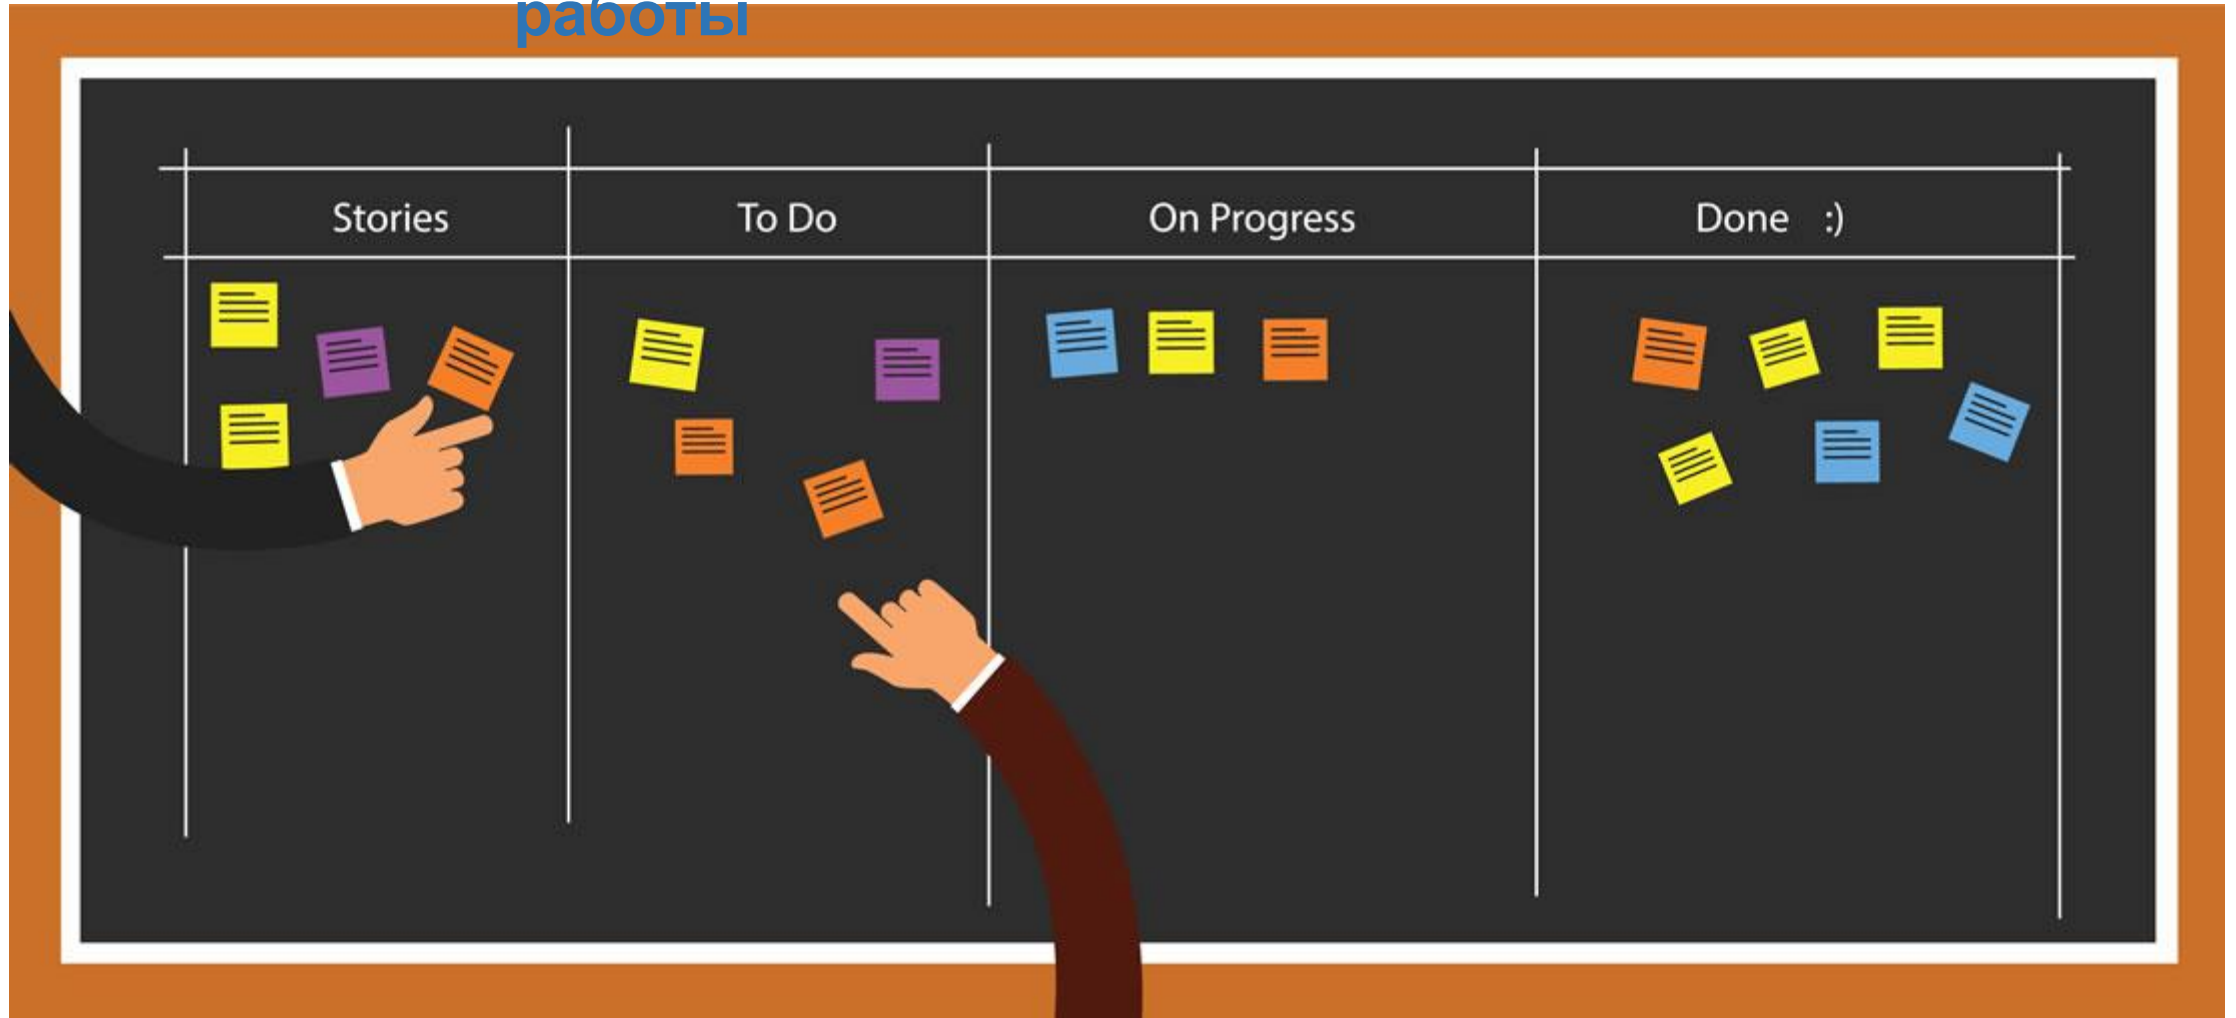 работы
Stories
To Do
On Progress
Done :)